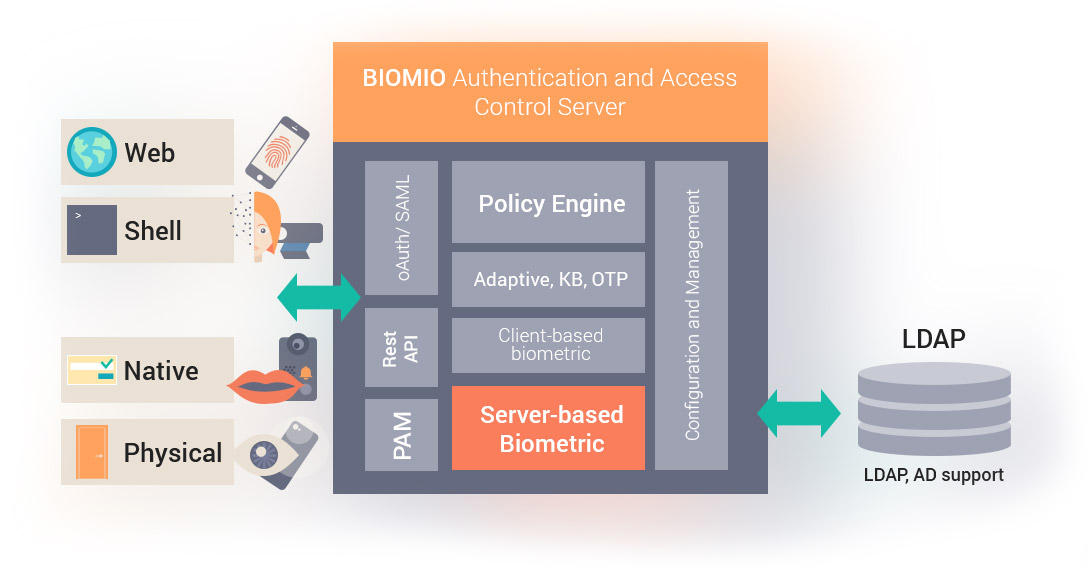 BIOMIO Authentication and Access
Control Server
Web
>
Shell
Native
Physical
oAuth/ SAML
Rest
API
PAM
Policy Engine
Adaptive, KB, OTP
Client-based
biometric
Server-based
Biometric
Configuration and Management
LDAP
LDAP, AD support